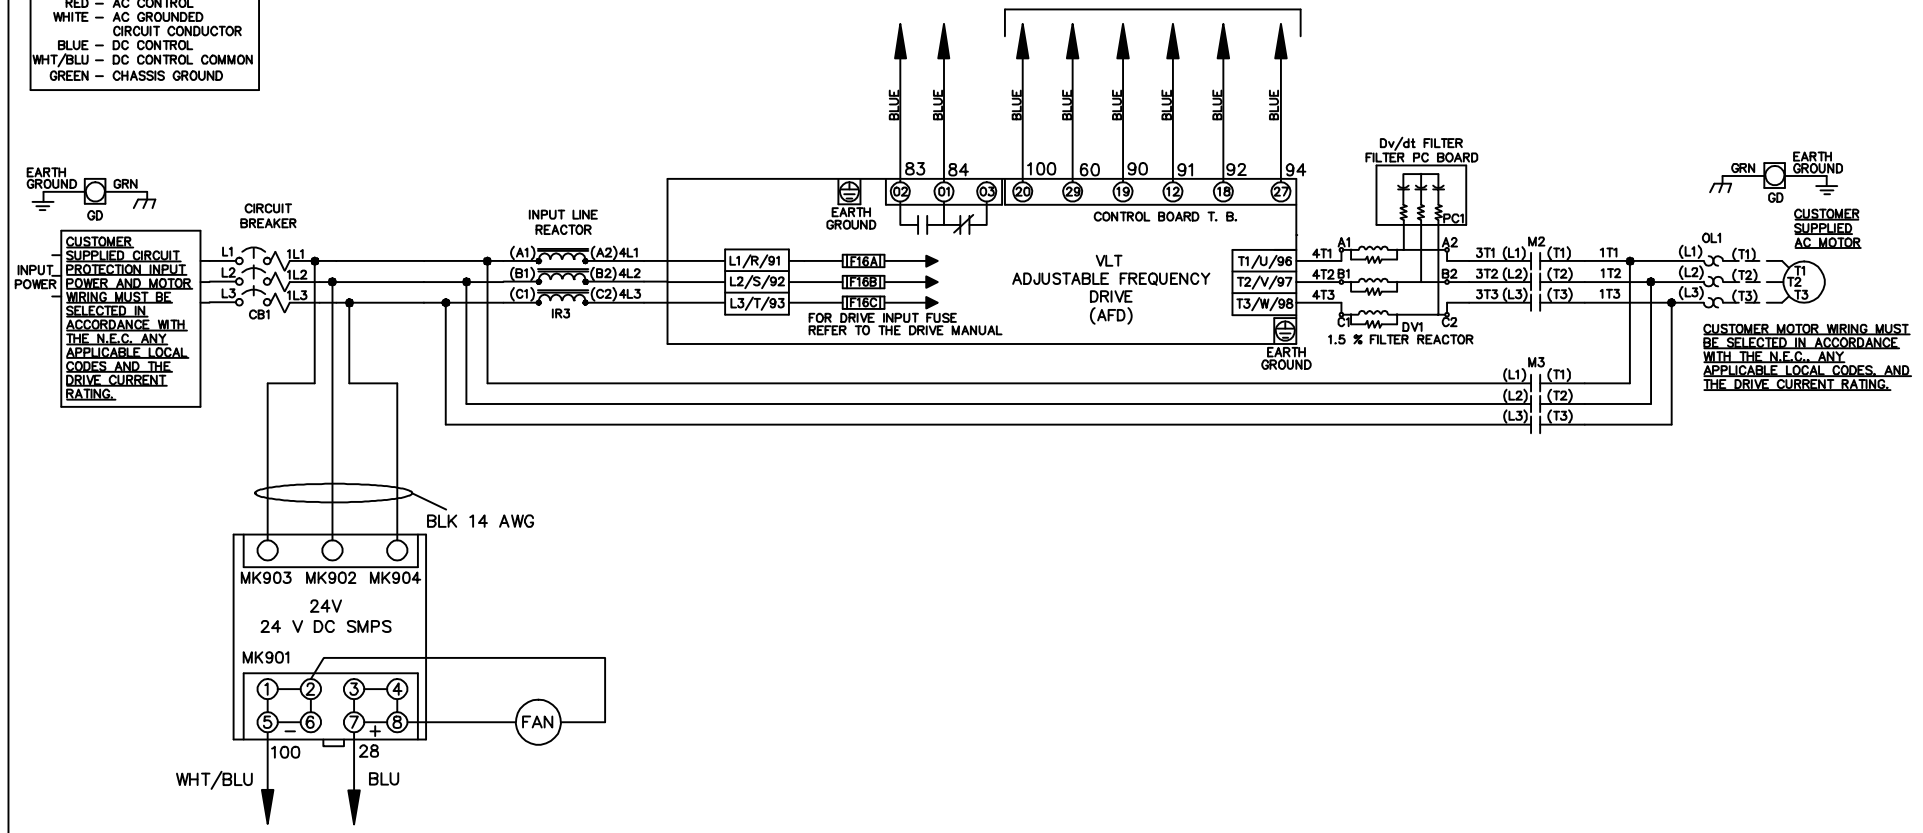 RED – AC CONTROL
WHITE – AC GROUNDED
CIRCUIT CONDUCTOR
BLUE – DC CONTROL
WHT/BLU – DC CONTROL COMMON
GREEN – CHASSIS GROUND
BLUE
BLUE
BLUE
BLUE
BLUE
BLUE
BLUE
BLUE
83
84
100
60
90
91
92
94
02
01
03
20
29
19
12
18
27
EARTH
GROUND
CONTROL BOARD T. B.
EARTH
GROUND
GRN
GD
CIRCUIT
BREAKER
INPUT
POWER
CUSTOMER
SUPPLIED CIRCUIT
PROTECTION INPUT
POWER AND MOTOR
WIRING MUST BE
SELECTED IN
ACCORDANCE WITH
THE N.E.C. ANY
APPLICABLE LOCAL
CODES AND THE
DRIVE CURRENT
RATING.
L1
1L1
L2
1L2
L3
1L3
CB1
INPUT LINE
REACTOR
(A1)
(A2)4L1
(B1)
(B2)4L2
(C1)
(C2)4L3
IR3
L1/R/91
L2/S/92
L3/T/93
F16A
F16B
F16C
FOR DRIVE INPUT FUSE
REFER TO THE DRIVE MANUAL
VLT
ADJUSTABLE FREQUENCY
DRIVE
(AFD)
T1/U/96
T2/V/97
T3/W/98
EARTH
GROUND
Dv/dt FILTER
FILTER PC BOARD
PC1
4T1
A1
A2
4T2
B1
B2
4T3
C1
C2
DV1
1.5 % FILTER REACTOR
M2
3T1 (L1)
(T1)
1T1
3T2 (L2)
(T2)
1T2
3T3 (L3)
(T3)
1T3
OL1
(L1)
(T1)
(L2)
(T2)
(L3)
(T3)
T1
T2
T3
GRN
EARTH
GROUND
GD
CUSTOMER
SUPPLIED
AC MOTOR
CUSTOMER MOTOR WIRING MUST
BE SELECTED IN ACCORDANCE
WITH THE N.E.C., ANY
APPLICABLE LOCAL CODES, AND
THE DRIVE CURRENT RATING.
M3
(L1)
(T1)
(L2)
(T2)
(L3)
(T3)
BLK 14 AWG
MK903 MK902 MK904
24V
24 V DC SMPS
MK901
1
2
3
4
5
6
7
8
–
+
FAN
100
28
WHT/BLU
BLU